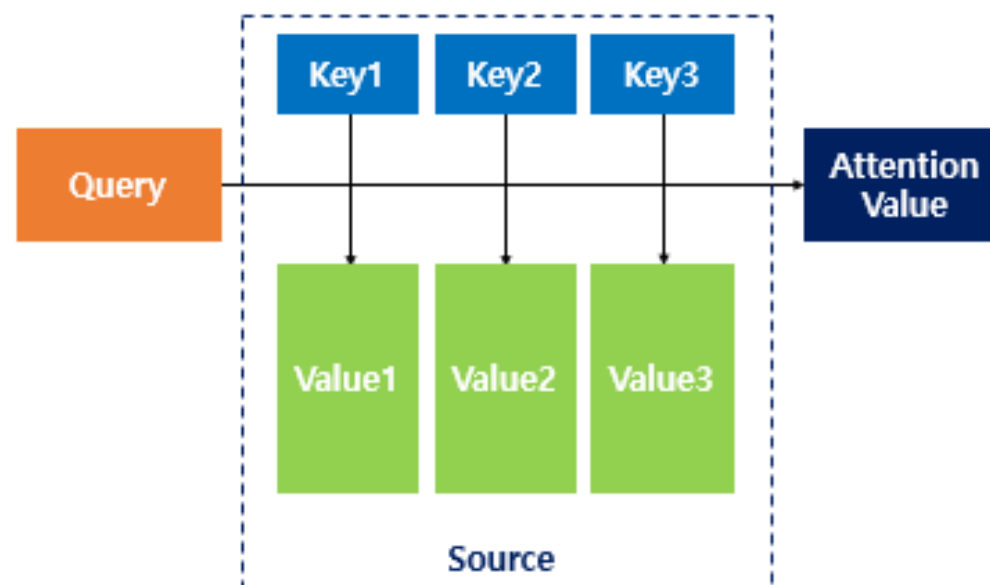 Key1 Key2 Key3
Query
Attention
Value
Value1 Value2 Value3
Source